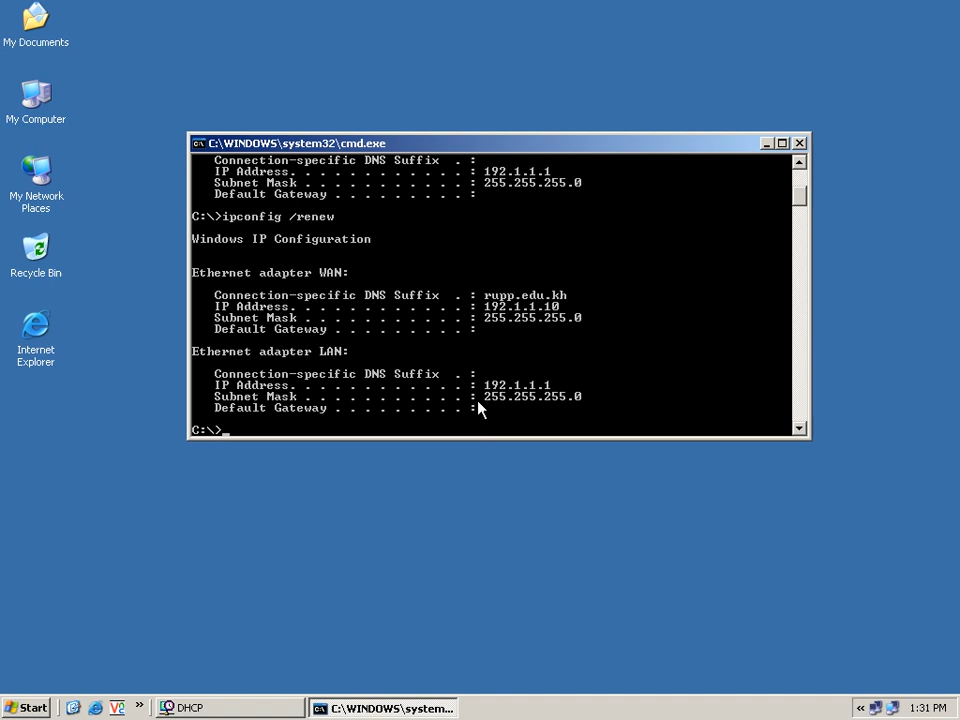 My Documents
My Computer
My Network
Places
Recycle Bin
Internet
Explorer
C:\WINDOWS\system32\cmd.exe
Connection-specific DNS Suffix . :
IP Address. . . . . . . . . . . . : 192.1.1.1
Subnet Mask . . . . . . . . . . . : 255.255.255.0
Default Gateway . . . . . . . . . :
C:\>ipconfig /renew
Windows IP Configuration
Ethernet adapter WAN:
Connection-specific DNS Suffix . : rupp.edu.kh
IP Address. . . . . . . . . . . . : 192.1.1.10
Subnet Mask . . . . . . . . . . . : 255.255.255.0
Default Gateway . . . . . . . . . :
Ethernet adapter LAN:
Connection-specific DNS Suffix . :
IP Address. . . . . . . . . . . . : 192.1.1.1
Subnet Mask . . . . . . . . . . . : 255.255.255.0
Default Gateway . . . . . . . . . :
C:\>_
Start
V2
»
DHCP
C:\WINDOWS\system...
«
1:31 PM